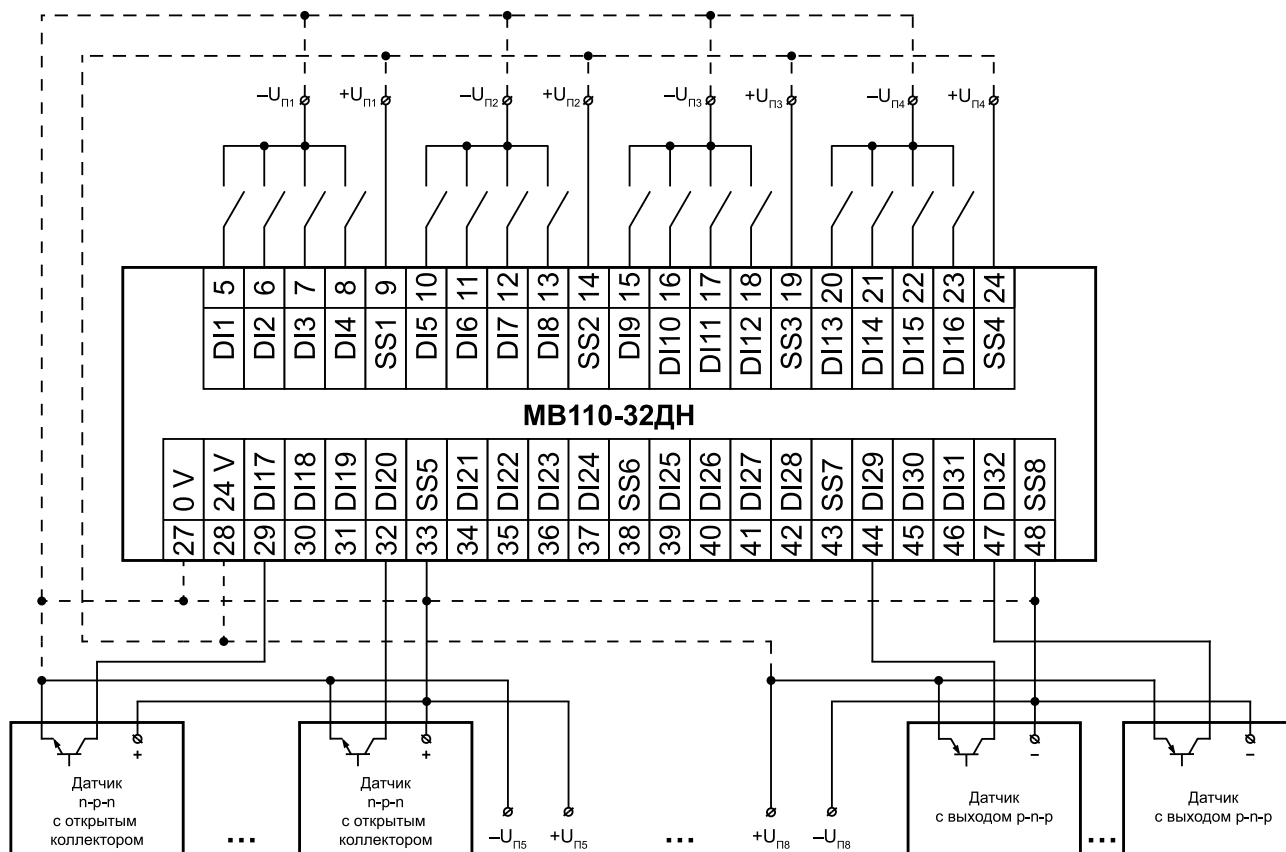 –UП1 +UП1 –UП2 +UП2 –UП3 +UП3 –UП4 +UП4
5 6 7 8 9 10 11 12 13 14 15 16 17 18 19 20 21 22 23 24
DI1 DI2 DI3 DI4 SS1 DI5 DI6 DI7 DI8 SS2 DI9 DI10 DI11 DI12 SS3 DI13 DI14 DI15 DI16 SS4
МВ110-32ДН
0 V 24 V DI17 DI18 DI19 DI20 SS5 DI21 DI22 DI23 DI24 SS6 DI25 DI26 DI27 DI28 SS7 DI29 DI30 DI31 DI32 SS8
27 28 29 30 31 32 33 34 35 36 37 38 39 40 41 42 43 44 45 46 47 48
+ + – –
Датчик
n-p-n
с открытым
коллектором
...
Датчик
n-p-n
с открытым
коллектором
–UП5 +UП5
...
+UП8 –UП8
Датчик
с выходом p-n-p
...
Датчик
с выходом p-n-p